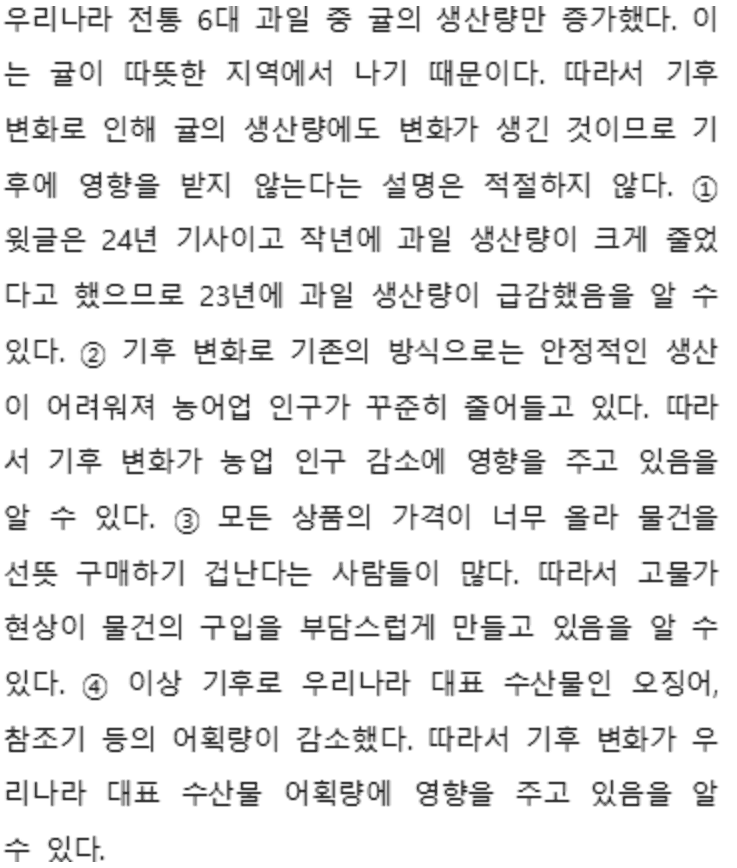 우리나라 전통 6대 과일 중 귤의 생산량만 증가했다. 이
는 귤이 따뜻한 지역에서 나기 때문이다. 따라서 기후
변화로 인해 귤의 생산량에도 변화가 생긴 것이므로 기
후에 영향을 받지 않는다는 설명은 적절하지 않다. ①
윗글은 24년 기사이고 작년에 과일 생산량이 크게 줄었
다고 했으므로 23년에 과일 생산량이 급감했음을 알 수
있다. ② 기후 변화로 기존의 방식으로는 안정적인 생산
이 어려워져 농어업 인구가 꾸준히 줄어들고 있다. 따라
서 기후 변화가 농업 인구 감소에 영향을 주고 있음을
알 수 있다. ③ 모든 상품의 가격이 너무 올라 물건을
선뜻 구매하기 겁난다는 사람들이 많다. 따라서 고물가
현상이 물건의 구입을 부담스럽게 만들고 있음을 알 수
있다. ④ 이상 기후로 우리나라 대표 수산물인 오징어,
참조기 등의 어획량이 감소했다. 따라서 기후 변화가 우
리나라 대표 수산물 어획량에 영향을 주고 있음을 알
수 있다.